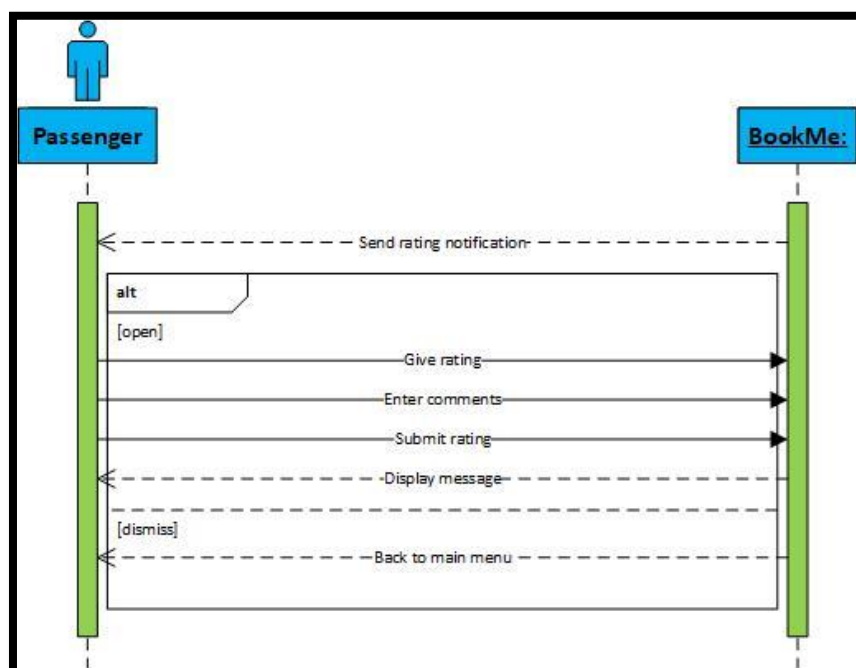 Passenger
BookMe:
Send rating notification
alt
[open]
Give rating
Enter comments
Submit rating
Display message
[dismiss]
Back to main menu